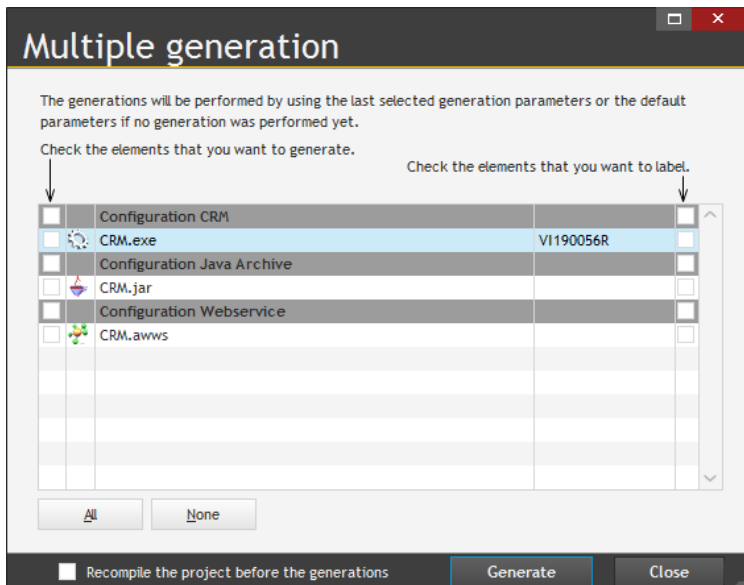 Multiple generation
The generations will be performed by using the last selected generation parameters or the default
parameters if no generation was performed yet.
Check the elements that you want to generate.
Check the elements that you want to label.
Configuration CRM
CRM.exe VI190056R
Configuration Java Archive
CRM.jar
Configuration Webservice
CRM.awws
All None
Recompile the project before the generations Generate Close